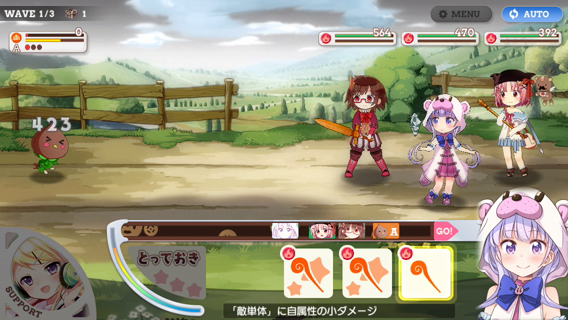 WAVE 1/3 1
MENU
AUTO
0
A
564
470
392
423
A
GO!
とっておき
SUPPORT
「敵単体」に自属性の小ダメージ